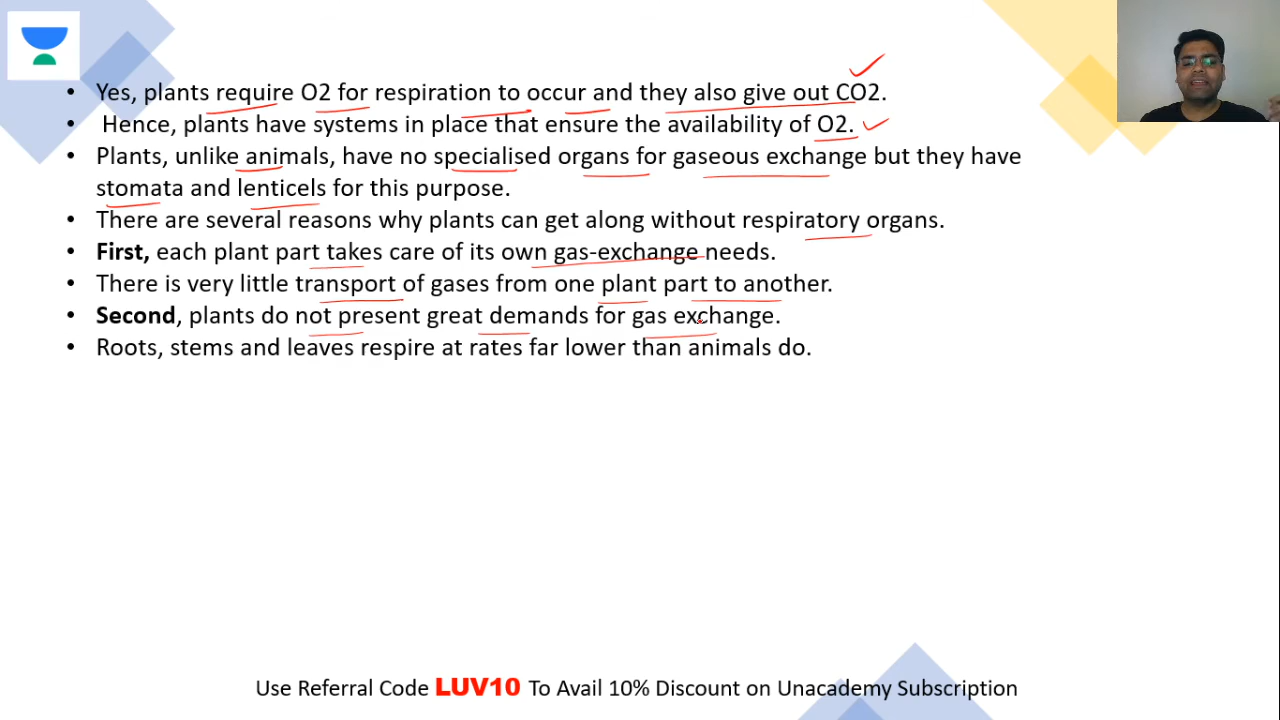 • Yes, plants require O2 for respiration to occur and they also give out CO2.
• Hence, plants have systems in place that ensure the availability of O2.
• Plants, unlike animals, have no specialised organs for gaseous exchange but they have
stomata and lenticels for this purpose.
• There are several reasons why plants can get along without respiratory organs.
• First, each plant part takes care of its own gas-exchange needs.
• There is very little transport of gases from one plant part to another.
• Second, plants do not present great demands for gas exchange.
• Roots, stems and leaves respire at rates far lower than animals do.
Use Referral Code LUV10 To Avail 10% Discount on Unacademy Subscription